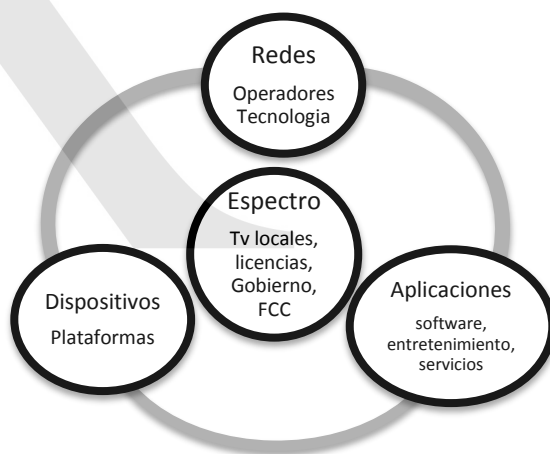 Redes
Operadores
Tecnologia
Espectro
Tv locales,
licencias,
Gobierno,
FCC
Dispositivos
Plataformas
Aplicaciones
software,
entretenimiento,
servicios